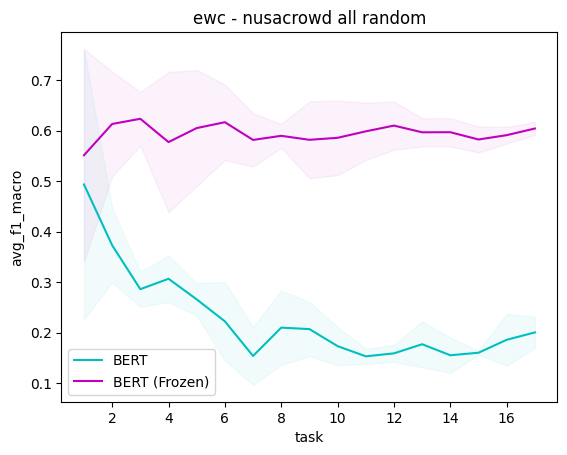 ewc - nusacrowd all random
avg_f1_macro
0.7
0.6
0.5
0.4
0.3
0.2
0.1
BERT
BERT (Frozen)
2 4 6 8 10 12 14 16
task